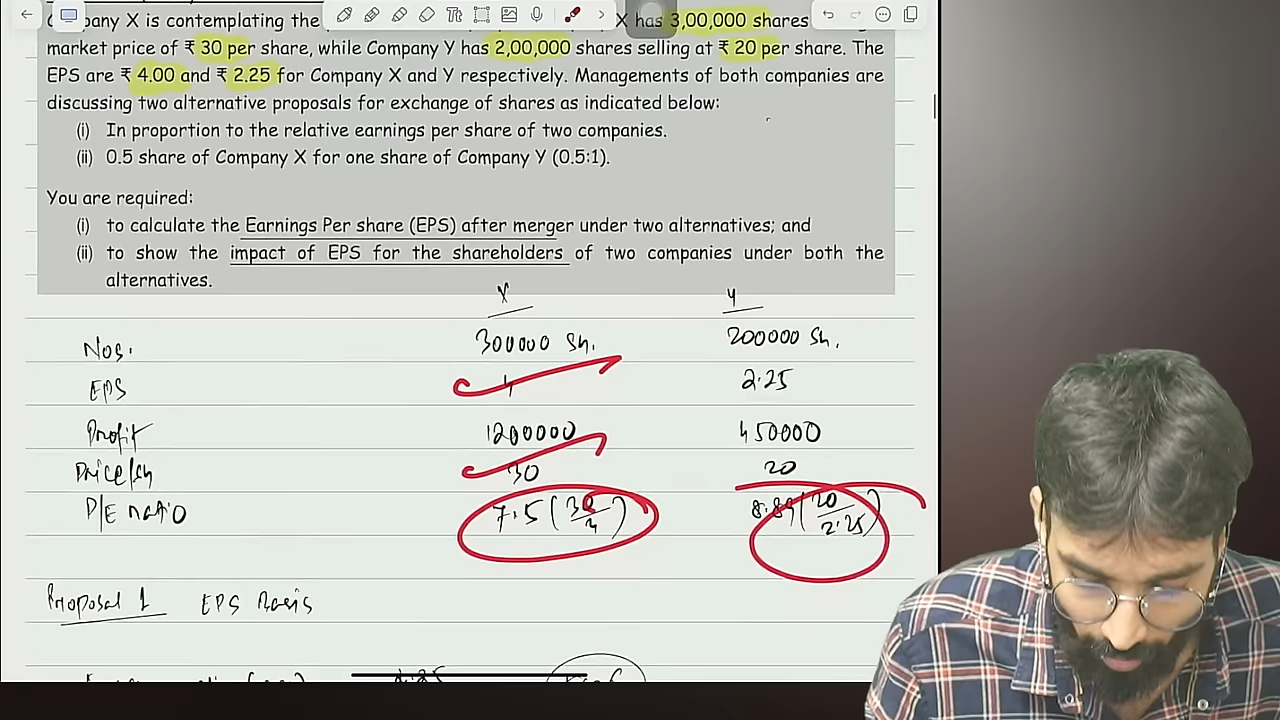 pany X is contemplating the X has 3,00,000 shares
market price of ₹ 30 per share, while Company Y has 2,00,000 shares selling at ₹ 20 per share. The
EPS are ₹ 4.00 and ₹ 2.25 for Company X and Y respectively. Managements of both companies are
discussing two alternative proposals for exchange of shares as indicated below:
(i) In proportion to the relative earnings per share of two companies.
(ii) 0.5 share of Company X for one share of Company Y (0.5:1).
You are required:
(i) to calculate the Earnings Per share (EPS) after merger under two alternatives; and
(ii) to show the impact of EPS for the shareholders of two companies under both the
alternatives.
X Y
Nos. 300000 Sh. 200000 Sh.
EPS 4 2.25
Profit 1200000 450000
Price/sh 30 20
P/E ratio 7.5 (30/4) 8.89 (20/2.25)
Proposal 1 EPS Basis